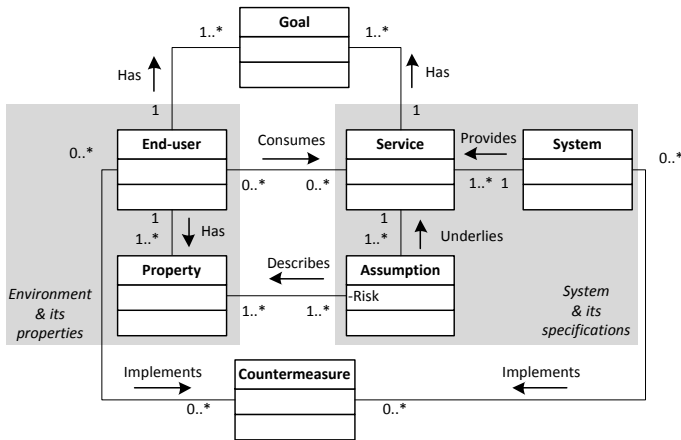 Goal
1..*
1..*
Has
Has
1
1
0..*
End-user
Consumes
Service
Provides
System
0..*
0..*
0..*
1..*
1
1
1..*
Has
1
1..*
Underlies
Property
Describes
Assumption
-Risk
1..*
1..*
Environment
& its
properties
System
& its
specifications
Implements
Countermeasure
Implements
0..*
0..*